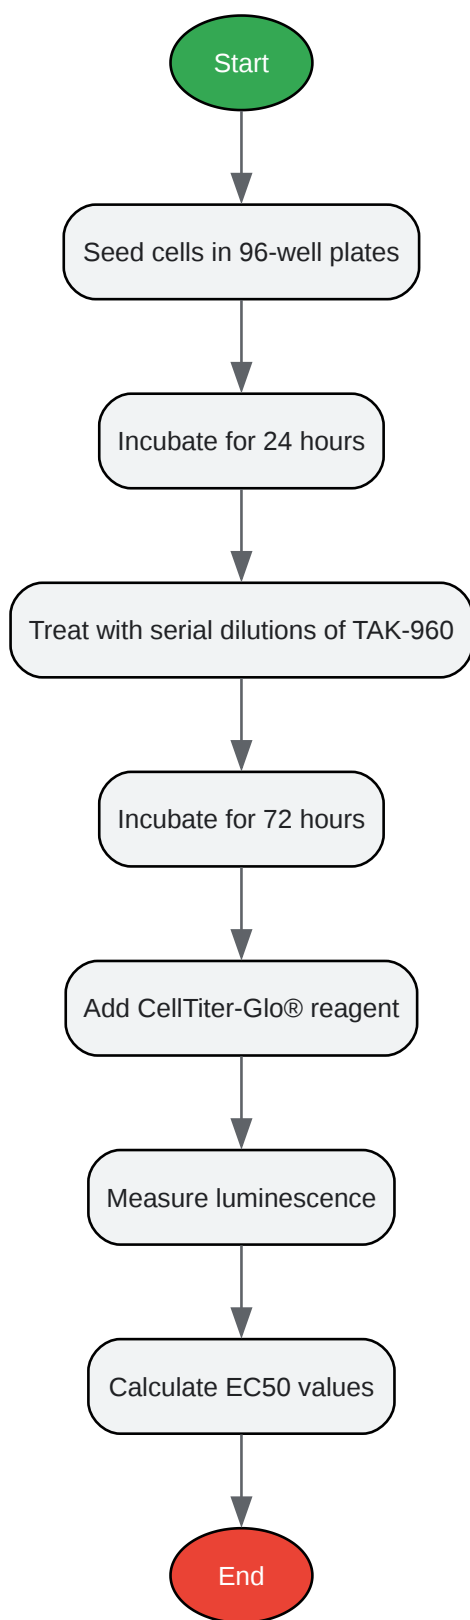 Start
Seed cells in 96-well plates
Incubate for 24 hours
Treat with serial dilutions of TAK-960
Incubate for 72 hours
Add CellTiter-Glo® reagent
Measure luminescence
Calculate EC50 values
End